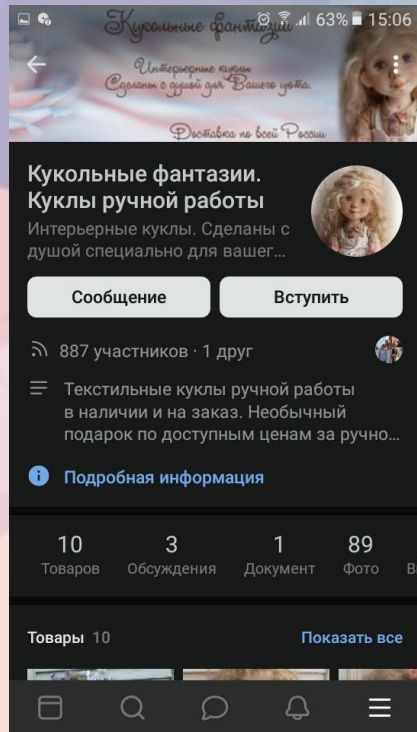 63% 15:06
Кукольные фантазии
Интерьерные куклы
Сделаны с душой для Вашего уюта.
Доставка по всей России
Кукольные фантазии.
Куклы ручной работы
Интерьерные куклы. Сделаны с
душой специально для вашег...
Сообщение Вступить
887 участников · 1 друг
Текстильные куклы ручной работы
в наличии и на заказ. Необычный
подарок по доступным ценам за ручно...
Подробная информация
10 3 1 89
Товаров Обсуждения Документ Фото В
Товары 10 Показать все